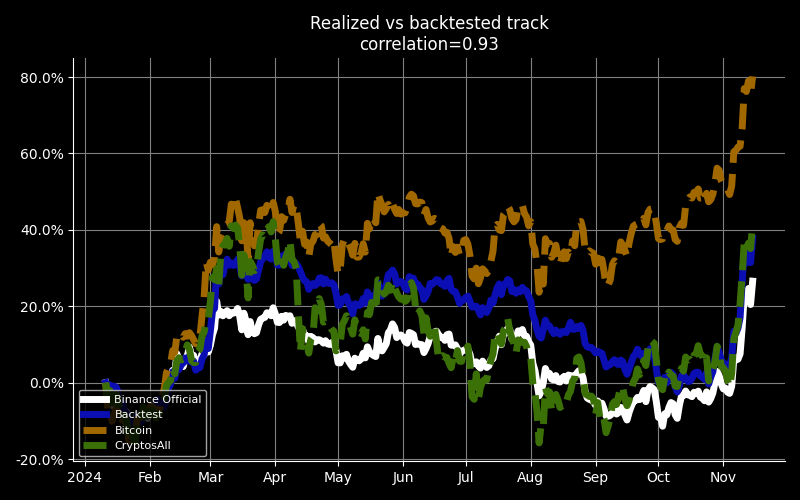 Realized vs backtested track
correlation=0.93
80.0%
60.0%
40.0%
20.0%
0.0%
-20.0%
Binance Official
Backtest
Bitcoin
CryptosAll
2024 Feb Mar Apr May Jun Jul Aug Sep Oct Nov